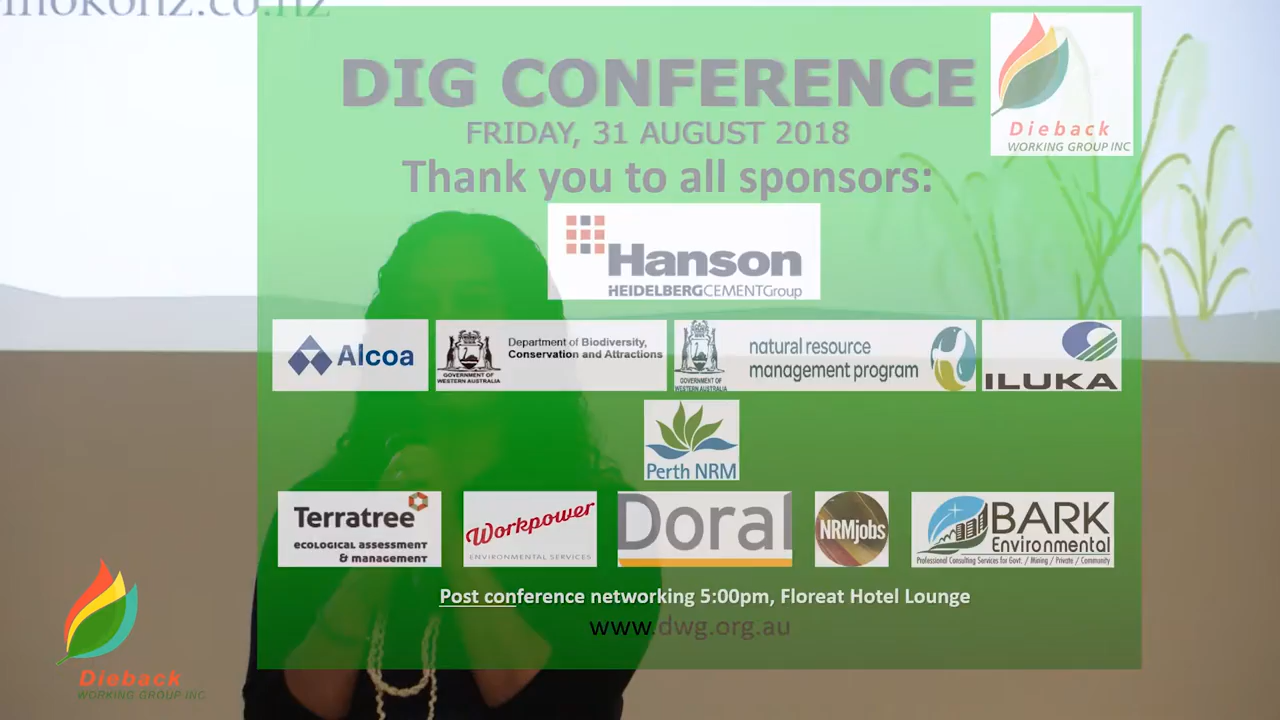 DIG CONFERENCE
FRIDAY, 31 AUGUST 2018
Thank you to all sponsors:
Dieback
WORKING GROUP INC
Hanson
HEIDELBERGCEMENTGroup
Alcoa
GOVERNMENT OF
WESTERN AUSTRALIA
Department of Biodiversity,
Conservation and Attractions
GOVERNMENT OF
WESTERN AUSTRALIA
natural resource
management program
ILUKA
Perth NRM
Terratree
ECOLOGICAL ASSESSMENT
& MANAGEMENT
Workpower
ENVIRONMENTAL SERVICES
Doral
NRMjobs
BARK
Environmental
Professional Consulting Services for Govt. / Mining / Private / Community
Post conference networking 5:00pm, Floreat Hotel Lounge
www.dwg.org.au
Dieback
WORKING GROUP INC